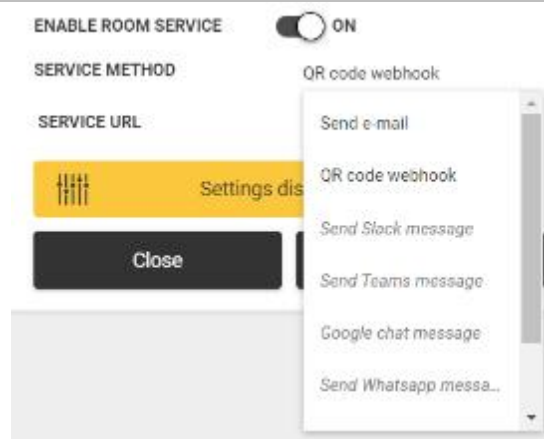 ENABLE ROOM SERVICE ON
SERVICE METHOD QR code webhook
SERVICE URL
Send e-mail
QR code webhook
Send Slack message
Send Teams message
Google chat message
Send Whatsapp messa...
Settings dis
Close